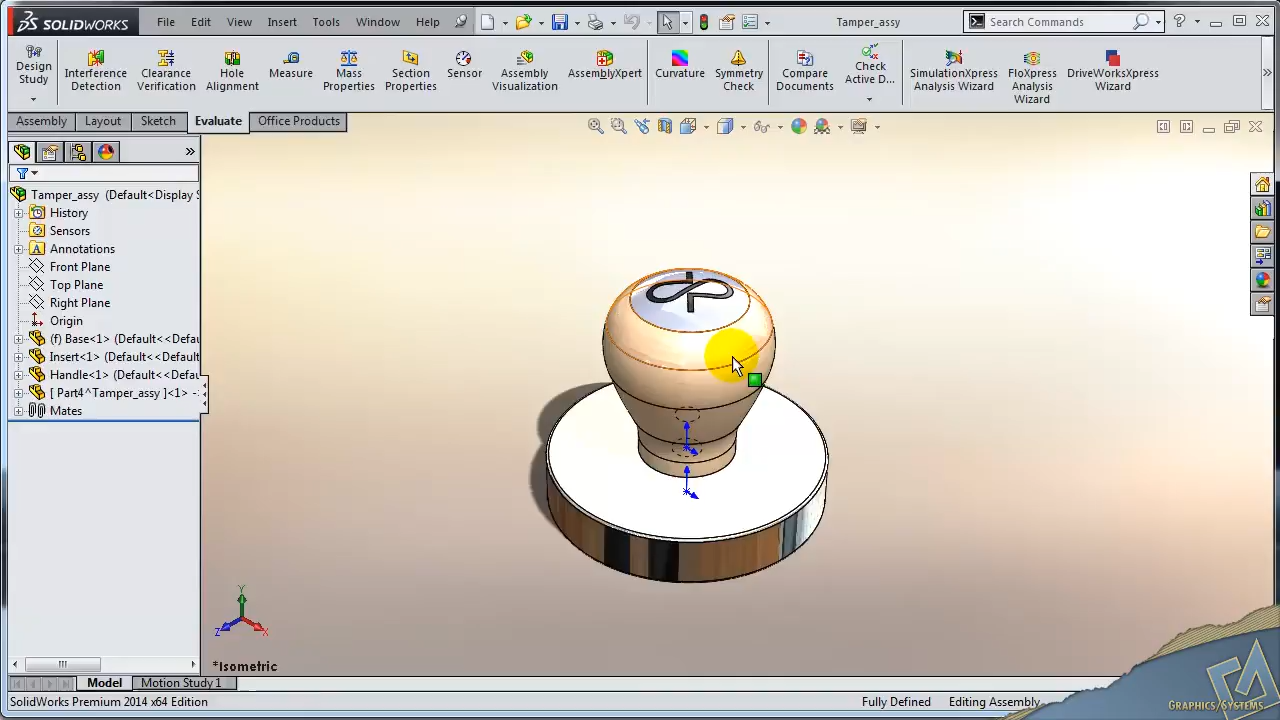 SOLIDWORKS File Edit View Insert Tools Window Help Tamper_assy Search Commands
Design Study
Interference Detection
Clearance Verification
Hole Alignment
Measure
Mass Properties
Section Properties
Sensor
Assembly Visualization
AssemblyXpert
Curvature
Symmetry Check
Compare Documents
Check Active D...
SimulationXpress Analysis Wizard
FloXpress Analysis Wizard
DriveWorksXpress Wizard
Assembly Layout Sketch Evaluate Office Products
Tamper_assy (Default<Display S
History
Sensors
Annotations
Front Plane
Top Plane
Right Plane
Origin
(f) Base<1> (Default<<Defau
Insert<1> (Default<<Default
Handle<1> (Default<<Defau
[ Part4^Tamper_assy ]<1> -
Mates
Y
Z X
*Isometric
Model Motion Study 1
SolidWorks Premium 2014 x64 Edition Fully Defined Editing Assembly
GRAPHICS/SYSTEMS